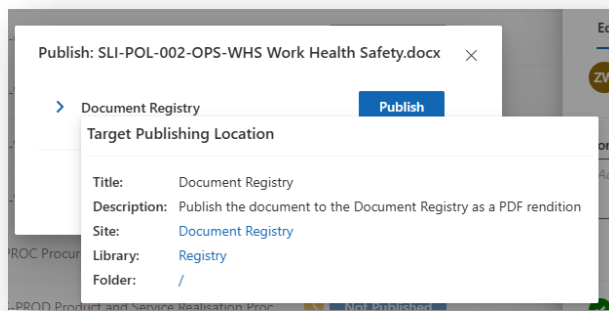 Publish: SLI-POL-002-OPS-WHS Work Health Safety.docx
Document Registry
Publish
Target Publishing Location
Title: Document Registry
Description: Publish the document to the Document Registry as a PDF rendition
Site: Document Registry
Library: Registry
Folder: /
ZW
PROC Procur
-PROD Product and Service Realisation Proc
Not Published